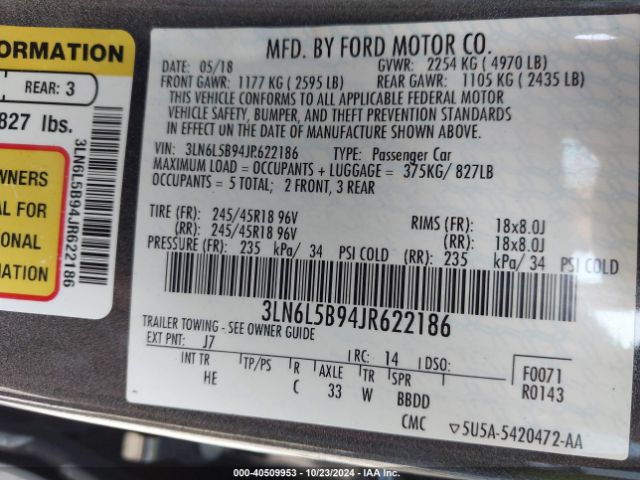 FORMATION
REAR: 3
827 lbs.
WNERS
AL FOR
ONAL
MATION
3LN6L5B94JR622186
MFD. BY FORD MOTOR CO.
DATE: 05/18 GVWR: 2254 KG ( 4970 LB)
FRONT GAWR: 1177 KG ( 2595 LB) REAR GAWR: 1105 KG ( 2435 LB)
THIS VEHICLE CONFORMS TO ALL APPLICABLE FEDERAL MOTOR
VEHICLE SAFETY, BUMPER, AND THEFT PREVENTION STANDARDS
IN EFFECT ON THE DATE OF MANUFACTURE SHOWN ABOVE.
VIN: 3LN6L5B94JR622186 TYPE: Passenger Car
MAXIMUM LOAD = OCCUPANTS + LUGGAGE = 375KG/ 827LB
OCCUPANTS = 5 TOTAL; 2 FRONT, 3 REAR
TIRE (FR): 245/45R18 96V RIMS (FR): 18x8.0J
(RR): 245/45R18 96V (RR): 18x8.0J
PRESSURE (FR): 235 kPa/ 34 PSI COLD (RR): 235 kPa/ 34 PSI COLD
3LN6L5B94JR622186
TRAILER TOWING - SEE OWNER GUIDE
EXT PNT: J7 RC: 14 DSO: F0071
INT TR TP/PS R AXLE TR SPR R0143
HE C 33 W BBDD
CMC 5U5A-5420472-AA
000-40509953 - 10/23/2024 - IAA Inc.